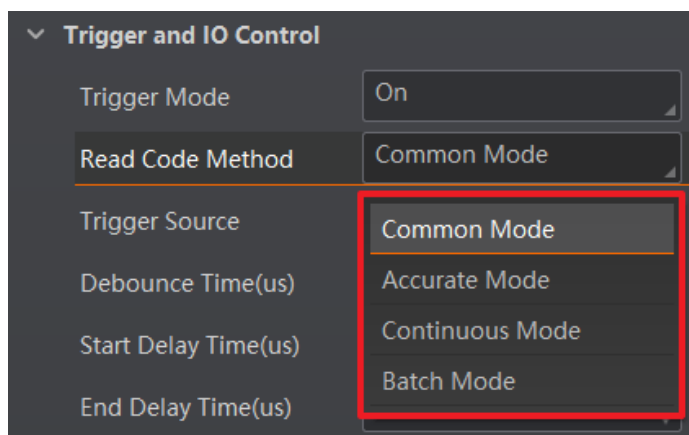 Trigger and IO Control
Trigger Mode On
Read Code Method Common Mode
Trigger Source Common Mode
Debounce Time(us) Accurate Mode
Start Delay Time(us) Continuous Mode
End Delay Time(us) Batch Mode